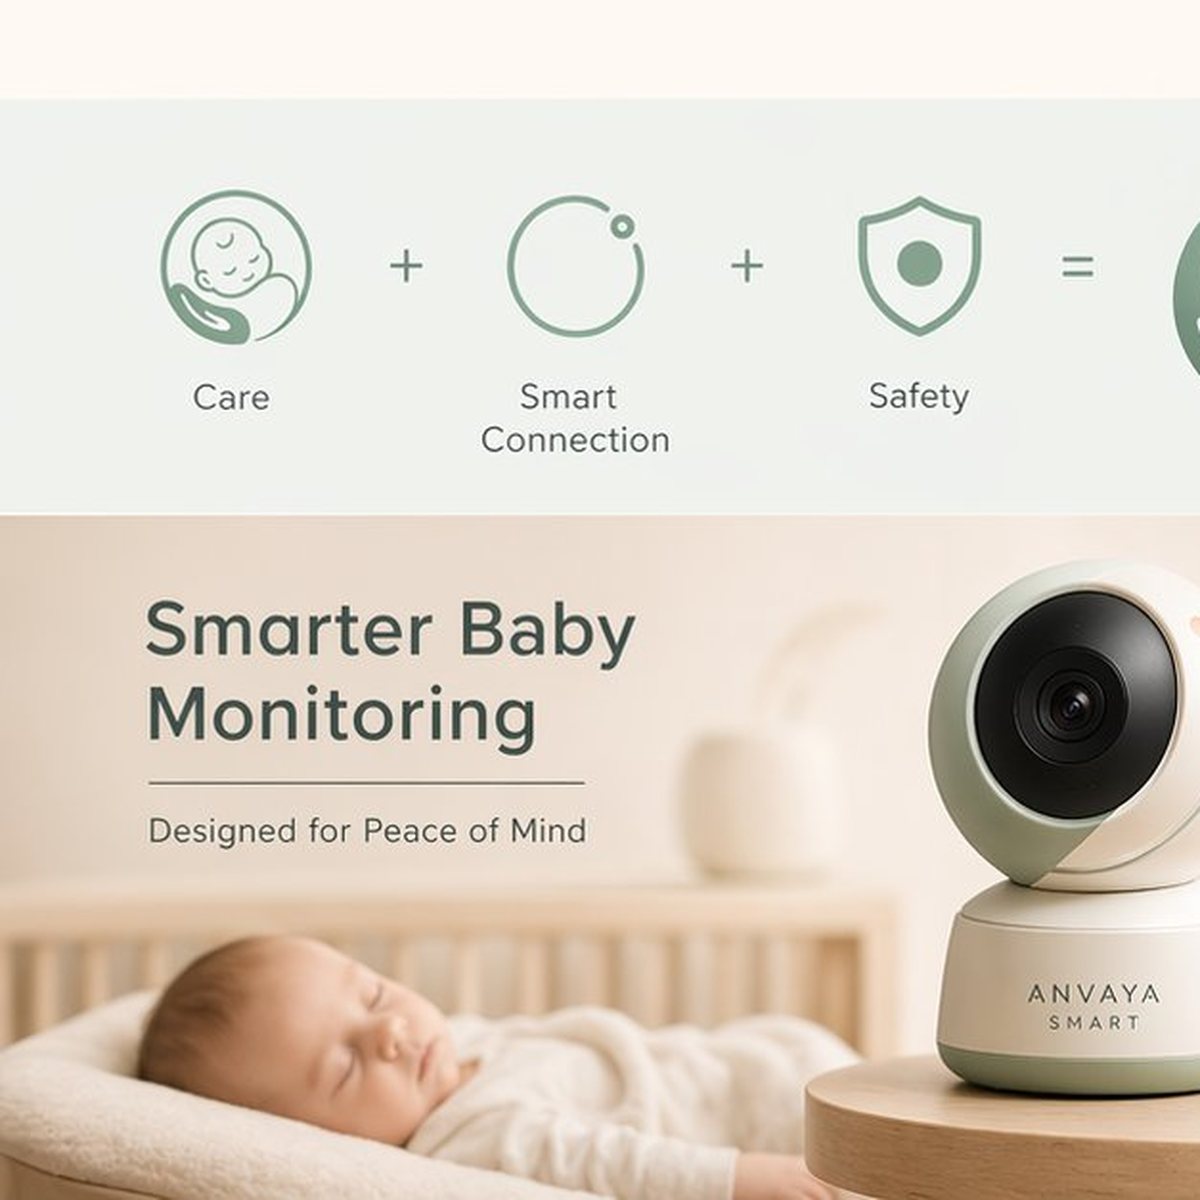 Care
+
Smart
Connection
+
Safety
=
Smarter Baby
Monitoring
Designed for Peace of Mind
ANVAYA
SMART